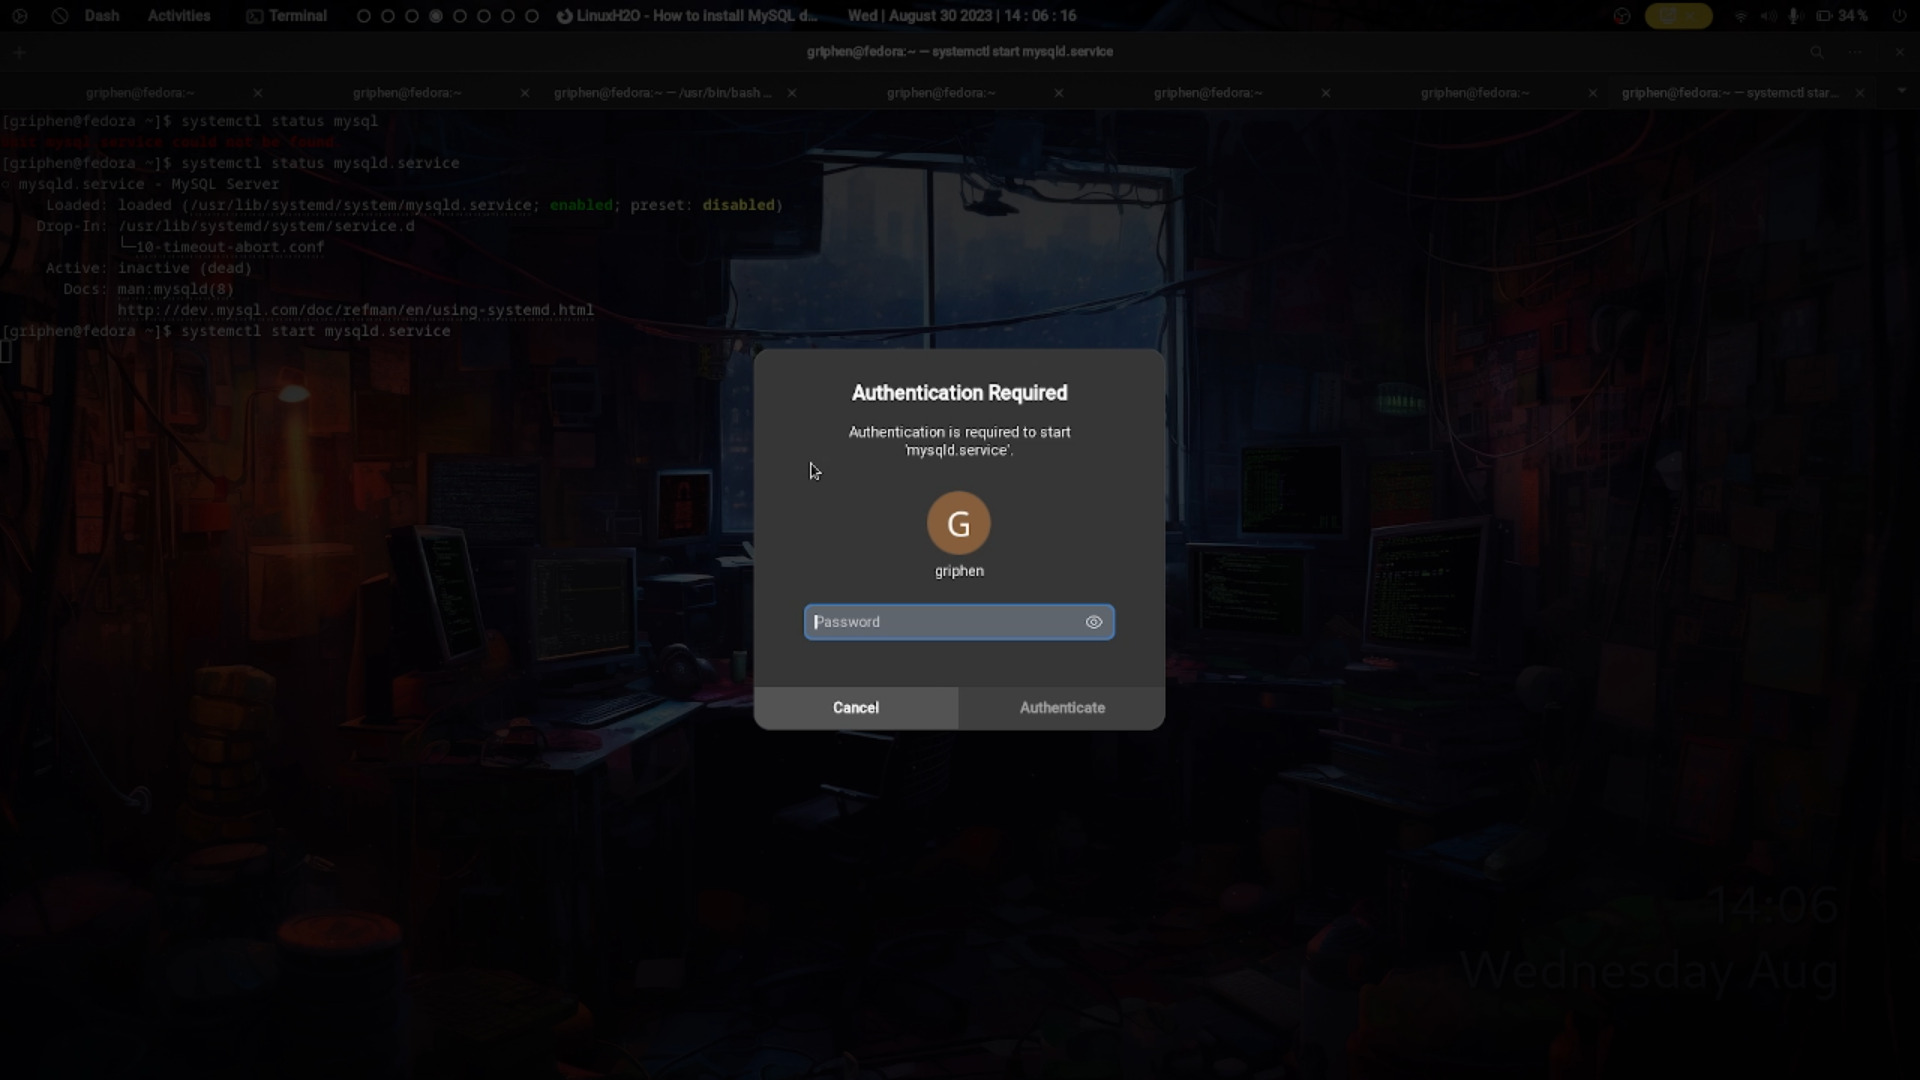 Dash Activities Terminal LinuxH2O - How to install MySQL d... Wed | August 30 2023 | 14 : 06 : 16 34 %
griphen@fedora:~ — systemctl start mysqld.service
griphen@fedora:~ griphen@fedora:~ griphen@fedora:~ — /usr/bin/bash ... griphen@fedora:~ griphen@fedora:~ griphen@fedora:~ griphen@fedora:~ — systemctl star...
[griphen@fedora ~]$ systemctl status mysql
Unit mysql.service could not be found.
[griphen@fedora ~]$ systemctl status mysqld.service
○ mysqld.service - MySQL Server
Loaded: loaded (/usr/lib/systemd/system/mysqld.service; enabled; preset: disabled)
Drop-In: /usr/lib/systemd/system/service.d
└─10-timeout-abort.conf
Active: inactive (dead)
Docs: man:mysqld(8)
http://dev.mysql.com/doc/refman/en/using-systemd.html
[griphen@fedora ~]$ systemctl start mysqld.service
Authentication Required
Authentication is required to start
'mysqld.service'.
G
griphen
Password
Cancel Authenticate
14:06
Wednesday Aug